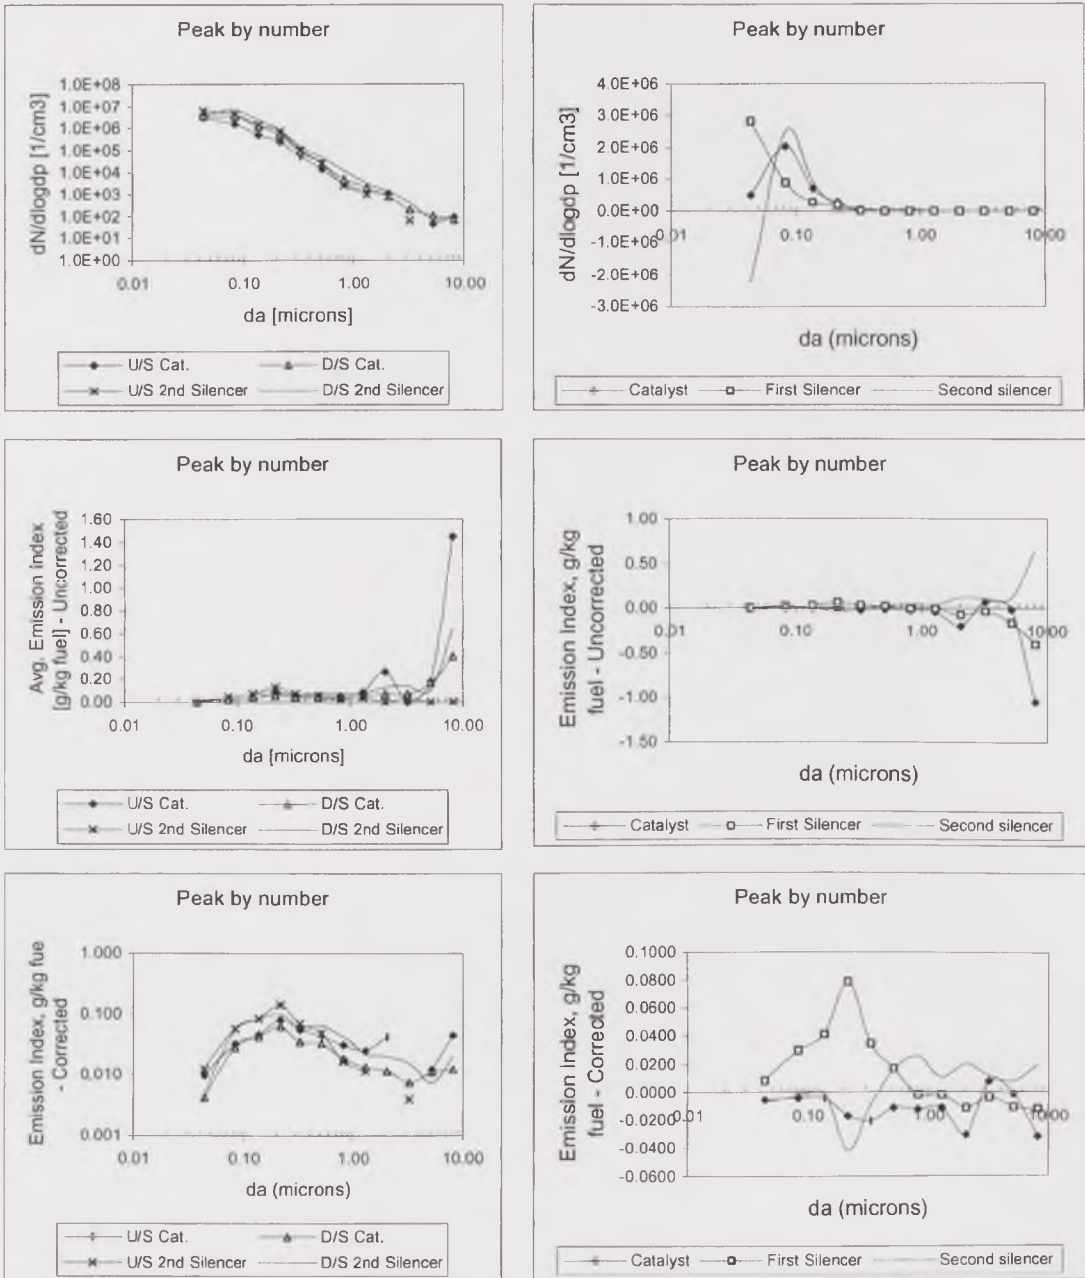 Peak by number
dN/dlogdp [1/cm3]
1.0E+08
1.0E+07
1.0E+06
1.0E+05
1.0E+04
1.0E+03
1.0E+02
1.0E+01
1.0E+00
0.01 0.10 1.00 10.00
da [microns]
U/S Cat. D/S Cat.
U/S 2nd Silencer D/S 2nd Silencer
Peak by number
dN/dlogdp [1/cm3]
4.0E+06
3.0E+06
2.0E+06
1.0E+06
0.0E+00
-1.0E+06
-2.0E+06
-3.0E+06
0.01 0.10 1.00 10.00
da (microns)
Catalyst First Silencer Second silencer
Peak by number
Avg. Emission index
[g/kg fuel] - Uncorrected
1.60
1.40
1.20
1.00
0.80
0.60
0.40
0.20
0.00
0.01 0.10 1.00 10.00
da [microns]
U/S Cat. D/S Cat.
U/S 2nd Silencer D/S 2nd Silencer
Peak by number
Emission Index, g/kg
fuel - Uncorrected
1.00
0.50
0.00
-0.50
-1.00
-1.50
0.01 0.10 1.00 10.00
da (microns)
Catalyst First Silencer Second silencer
Peak by number
Emission Index, g/kg fue
- Corrected
1.000
0.100
0.010
0.001
0.01 0.10 1.00 10.00
da (microns)
U/S Cat. D/S Cat.
U/S 2nd Silencer D/S 2nd Silencer
Peak by number
Emission Index, g/kg
fuel - Corrected
0.1000
0.0800
0.0600
0.0400
0.0200
0.0000
-0.0200
-0.0400
-0.0600
0.01 0.10 1.00 10.00
da (microns)
Catalyst First Silencer Second silencer